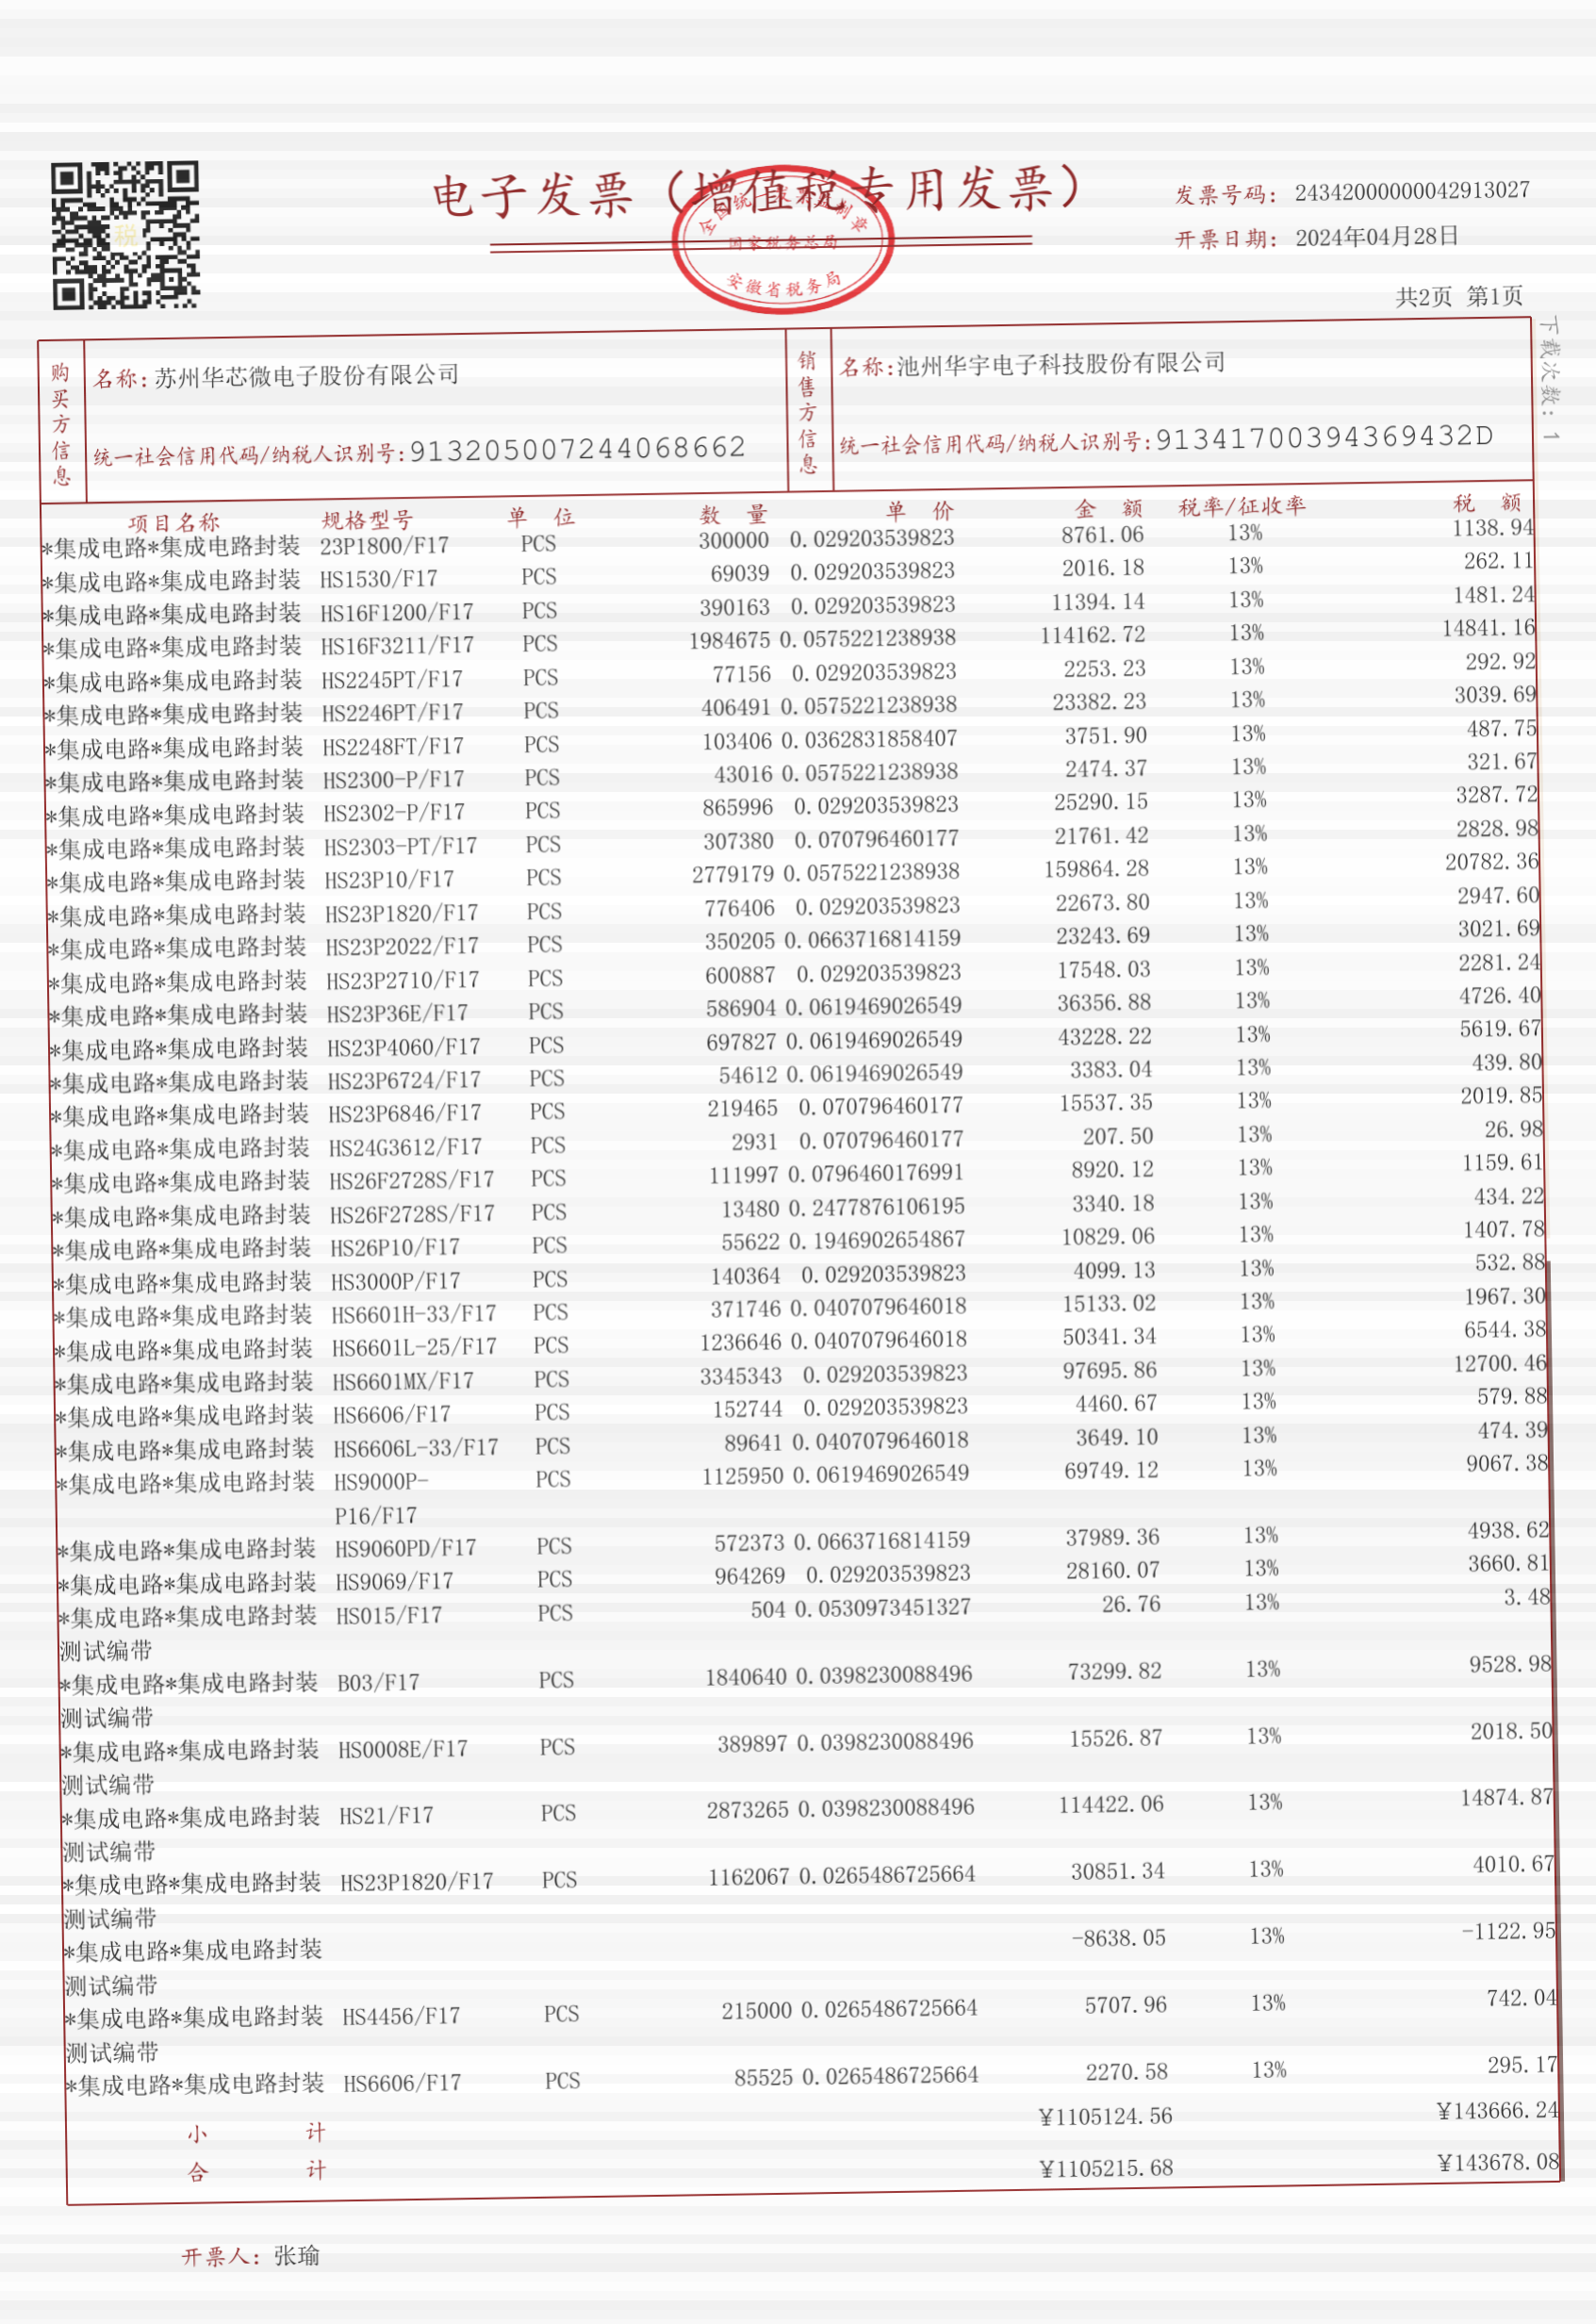 电子发票（增值税专用发票）
全国统一发票监制章
国家税务总局
安徽省税务局
税
发票号码：24342000000042913027
开票日期：2024年04月28日
共2页 第1页
下载次数：1
购买方信息
名称：苏州华芯微电子股份有限公司
统一社会信用代码/纳税人识别号：913205007244068662
销售方信息
名称：池州华宇电子科技股份有限公司
统一社会信用代码/纳税人识别号：91341700394369432D
项目名称 规格型号 单 位 数 量 单 价 金 额 税率/征收率 税 额
*集成电路*集成电路封装 23P1800/F17 PCS 300000 0.029203539823 8761.06 13% 1138.94
*集成电路*集成电路封装 HS1530/F17 PCS 69039 0.029203539823 2016.18 13% 262.11
*集成电路*集成电路封装 HS16F1200/F17 PCS 390163 0.029203539823 11394.14 13% 1481.24
*集成电路*集成电路封装 HS16F3211/F17 PCS 1984675 0.0575221238938 114162.72 13% 14841.16
*集成电路*集成电路封装 HS2245PT/F17 PCS 77156 0.029203539823 2253.23 13% 292.92
*集成电路*集成电路封装 HS2246PT/F17 PCS 406491 0.0575221238938 23382.23 13% 3039.69
*集成电路*集成电路封装 HS2248FT/F17 PCS 103406 0.0362831858407 3751.90 13% 487.75
*集成电路*集成电路封装 HS2300-P/F17 PCS 43016 0.0575221238938 2474.37 13% 321.67
*集成电路*集成电路封装 HS2302-P/F17 PCS 865996 0.029203539823 25290.15 13% 3287.72
*集成电路*集成电路封装 HS2303-PT/F17 PCS 307380 0.070796460177 21761.42 13% 2828.98
*集成电路*集成电路封装 HS23P10/F17 PCS 2779179 0.0575221238938 159864.28 13% 20782.36
*集成电路*集成电路封装 HS23P1820/F17 PCS 776406 0.029203539823 22673.80 13% 2947.60
*集成电路*集成电路封装 HS23P2022/F17 PCS 350205 0.0663716814159 23243.69 13% 3021.69
*集成电路*集成电路封装 HS23P2710/F17 PCS 600887 0.029203539823 17548.03 13% 2281.24
*集成电路*集成电路封装 HS23P36E/F17 PCS 586904 0.0619469026549 36356.88 13% 4726.40
*集成电路*集成电路封装 HS23P4060/F17 PCS 697827 0.0619469026549 43228.22 13% 5619.67
*集成电路*集成电路封装 HS23P6724/F17 PCS 54612 0.0619469026549 3383.04 13% 439.80
*集成电路*集成电路封装 HS23P6846/F17 PCS 219465 0.070796460177 15537.35 13% 2019.85
*集成电路*集成电路封装 HS24G3612/F17 PCS 2931 0.070796460177 207.50 13% 26.98
*集成电路*集成电路封装 HS26F2728S/F17 PCS 111997 0.0796460176991 8920.12 13% 1159.61
*集成电路*集成电路封装 HS26F2728S/F17 PCS 13480 0.2477876106195 3340.18 13% 434.22
*集成电路*集成电路封装 HS26P10/F17 PCS 55622 0.1946902654867 10829.06 13% 1407.78
*集成电路*集成电路封装 HS3000P/F17 PCS 140364 0.029203539823 4099.13 13% 532.88
*集成电路*集成电路封装 HS6601H-33/F17 PCS 371746 0.0407079646018 15133.02 13% 1967.30
*集成电路*集成电路封装 HS6601L-25/F17 PCS 1236646 0.0407079646018 50341.34 13% 6544.38
*集成电路*集成电路封装 HS6601MX/F17 PCS 3345343 0.029203539823 97695.86 13% 12700.46
*集成电路*集成电路封装 HS6606/F17 PCS 152744 0.029203539823 4460.67 13% 579.88
*集成电路*集成电路封装 HS6606L-33/F17 PCS 89641 0.0407079646018 3649.10 13% 474.39
*集成电路*集成电路封装 HS9000P- PCS 1125950 0.0619469026549 69749.12 13% 9067.38
P16/F17
*集成电路*集成电路封装 HS9060PD/F17 PCS 572373 0.0663716814159 37989.36 13% 4938.62
*集成电路*集成电路封装 HS9069/F17 PCS 964269 0.029203539823 28160.07 13% 3660.81
*集成电路*集成电路封装 HS015/F17 PCS 504 0.0530973451327 26.76 13% 3.48
测试编带
*集成电路*集成电路封装 B03/F17 PCS 1840640 0.0398230088496 73299.82 13% 9528.98
测试编带
*集成电路*集成电路封装 HS0008E/F17 PCS 389897 0.0398230088496 15526.87 13% 2018.50
测试编带
*集成电路*集成电路封装 HS21/F17 PCS 2873265 0.0398230088496 114422.06 13% 14874.87
测试编带
*集成电路*集成电路封装 HS23P1820/F17 PCS 1162067 0.0265486725664 30851.34 13% 4010.67
测试编带
*集成电路*集成电路封装 -8638.05 13% -1122.95
测试编带
*集成电路*集成电路封装 HS4456/F17 PCS 215000 0.0265486725664 5707.96 13% 742.04
测试编带
*集成电路*集成电路封装 HS6606/F17 PCS 85525 0.0265486725664 2270.58 13% 295.17
小 计 ¥1105124.56 ¥143666.24
合 计 ¥1105215.68 ¥143678.08
开票人：张瑜